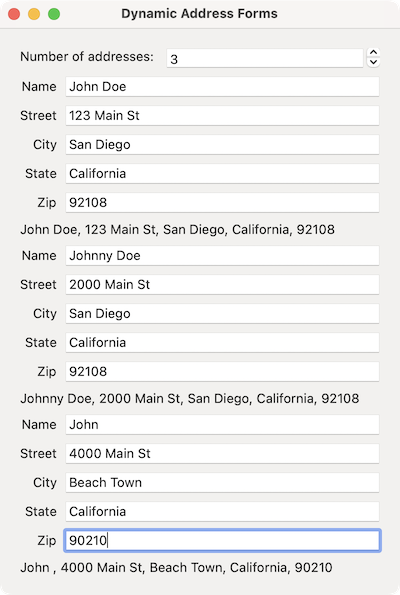 Dynamic Address Forms
Number of addresses: 3
Name John Doe
Street 123 Main St
City San Diego
State California
Zip 92108
John Doe, 123 Main St, San Diego, California, 92108
Name Johnny Doe
Street 2000 Main St
City San Diego
State California
Zip 92108
Johnny Doe, 2000 Main St, San Diego, California, 92108
Name John
Street 4000 Main St
City Beach Town
State California
Zip 90210
John , 4000 Main St, Beach Town, California, 90210